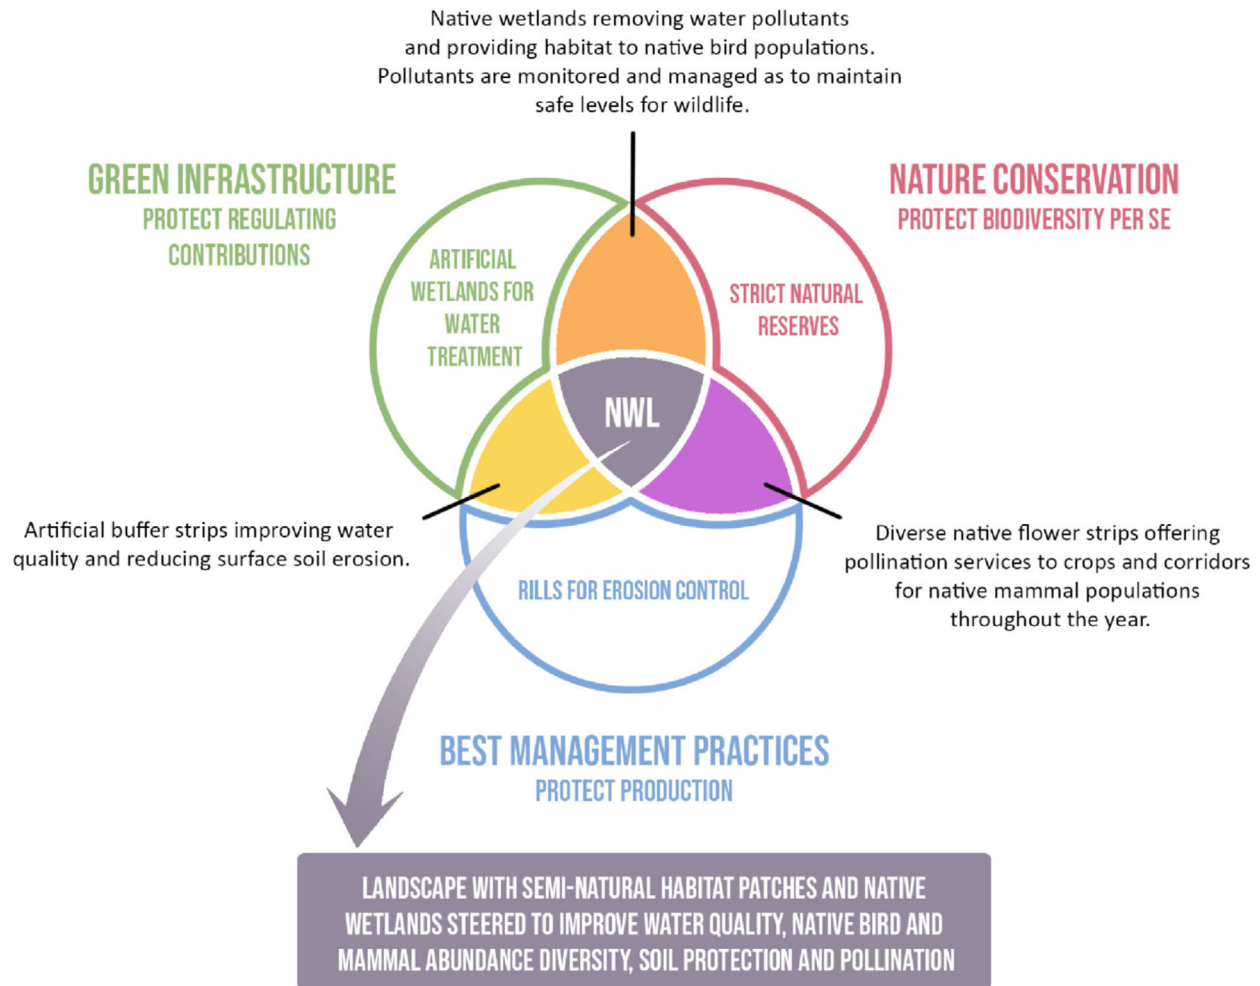 Native wetlands removing water pollutants
and providing habitat to native bird populations.
Pollutants are monitored and managed as to maintain
safe levels for wildlife.
GREEN INFRASTRUCTURE
PROTECT REGULATING
CONTRIBUTIONS
NATURE CONSERVATION
PROTECT BIODIVERSITY PER SE
ARTIFICIAL
WETLANDS FOR
WATER
TREATMENT
STRICT NATURAL
RESERVES
NWL
Artificial buffer strips improving water
quality and reducing surface soil erosion.
Diverse native flower strips offering
pollination services to crops and corridors
for native mammal populations
throughout the year.
RILLS FOR EROSION CONTROL
BEST MANAGEMENT PRACTICES
PROTECT PRODUCTION
LANDSCAPE WITH SEMI-NATURAL HABITAT PATCHES AND NATIVE
WETLANDS STEERED TO IMPROVE WATER QUALITY, NATIVE BIRD AND
MAMMAL ABUNDANCE DIVERSITY, SOIL PROTECTION AND POLLINATION